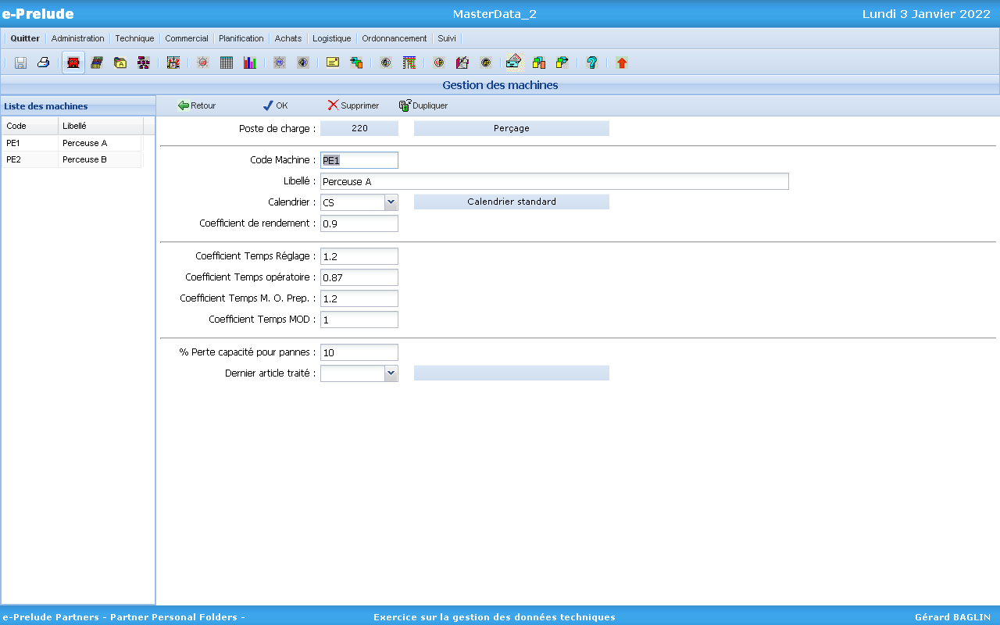 e-Prelude MasterData_2 Lundi 3 Janvier 2022
Quitter Administration Technique Commercial Planification Achats Logistique Ordonnancement Suivi
Gestion des machines
Liste des machines Retour OK Supprimer Dupliquer
Code Libellé
PE1 Perceuse A
PE2 Perceuse B
Poste de charge : 220 Perçage
Code Machine : PE1
Libellé : Perceuse A
Calendrier : CS Calendrier standard
Coefficient de rendement : 0.9
Coefficient Temps Réglage : 1.2
Coefficient Temps opératoire : 0.87
Coefficient Temps M. O. Prep. : 1.2
Coefficient Temps MOD : 1
% Perte capacité pour pannes : 10
Dernier article traité :
e-Prelude Partners - Partner Personal Folders - Exercice sur la gestion des données techniques Gérard BAGLIN